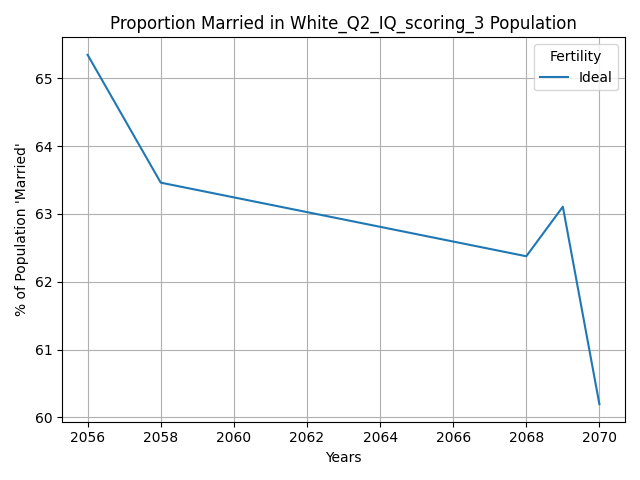 Proportion Married in White_Q2_IQ_scoring_3 Population
% of Population 'Married'
65
64
63
62
61
60
Fertility
Ideal
2056 2058 2060 2062 2064 2066 2068 2070
Years